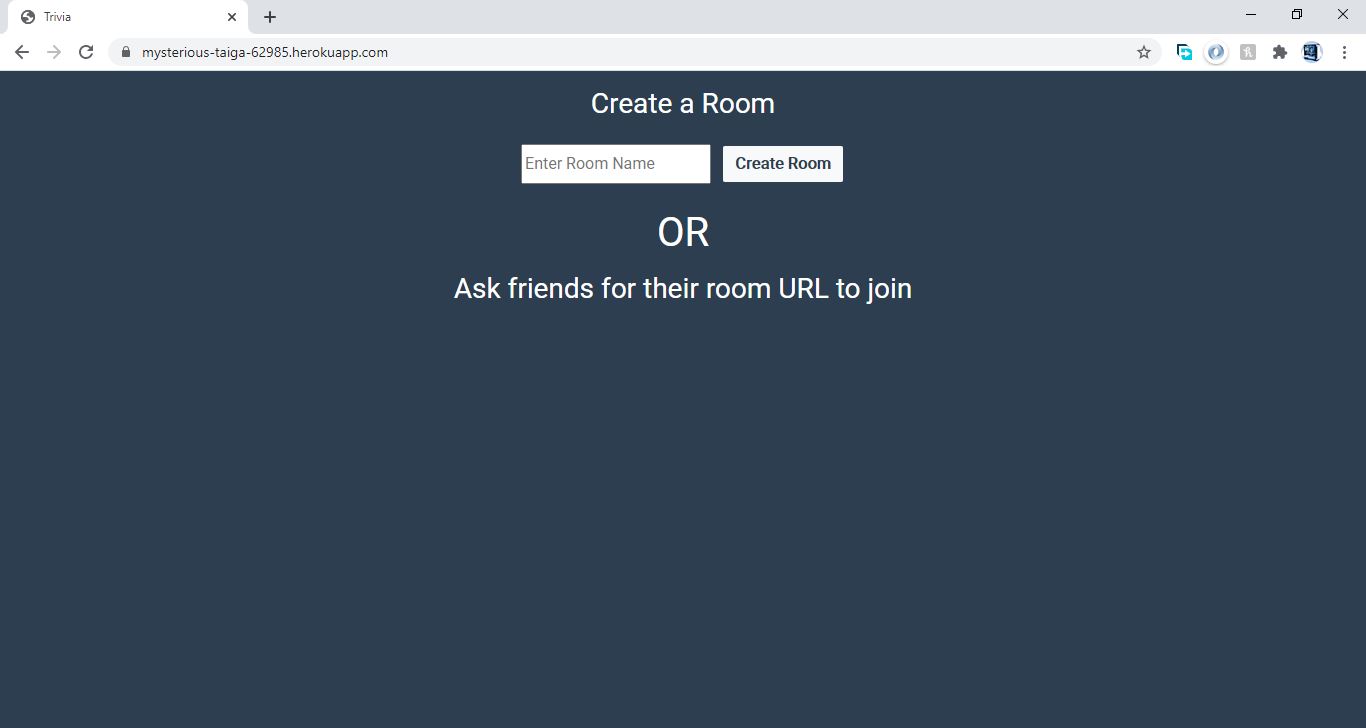 Trivia
mysterious-taiga-62985.herokuapp.com
Create a Room
Enter Room Name
Create Room
OR
Ask friends for their room URL to join